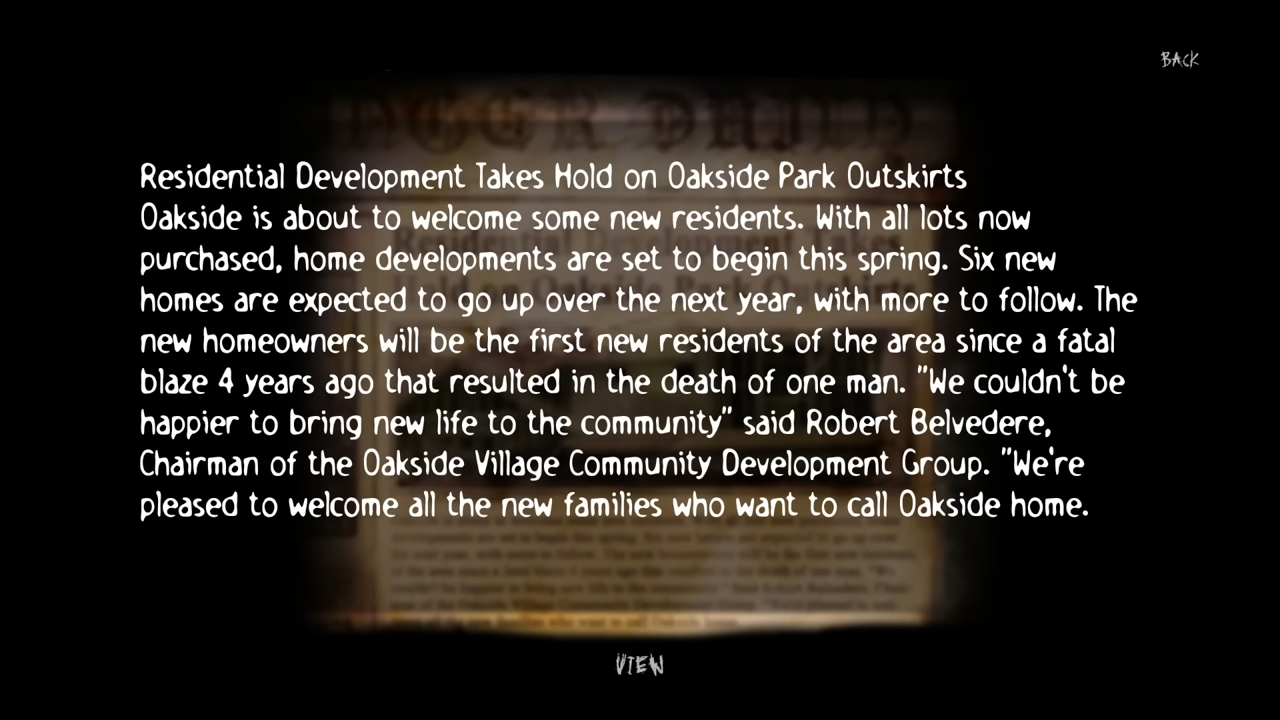 BACK
Residential Development Takes Hold on Oakside Park Outskirts
Oakside is about to welcome some new residents. With all lots now
purchased, home developments are set to begin this spring. Six new
homes are expected to go up over the next year, with more to follow. The
new homeowners will be the first new residents of the area since a fatal
blaze 4 years ago that resulted in the death of one man. "We couldn't be
happier to bring new life to the community" said Robert Belvedere,
Chairman of the Oakside Village Community Development Group. "We're
pleased to welcome all the new families who want to call Oakside home.
VIEW